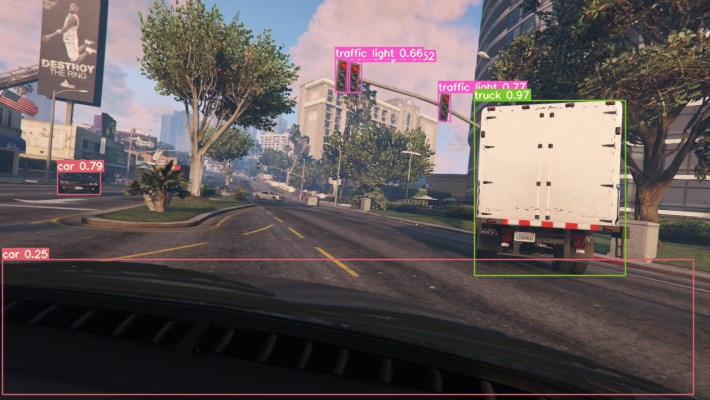 DESTROY
THE RING
traffic light 0.66
traffic light 0.77
truck 0.97
car 0.79
car 0.25